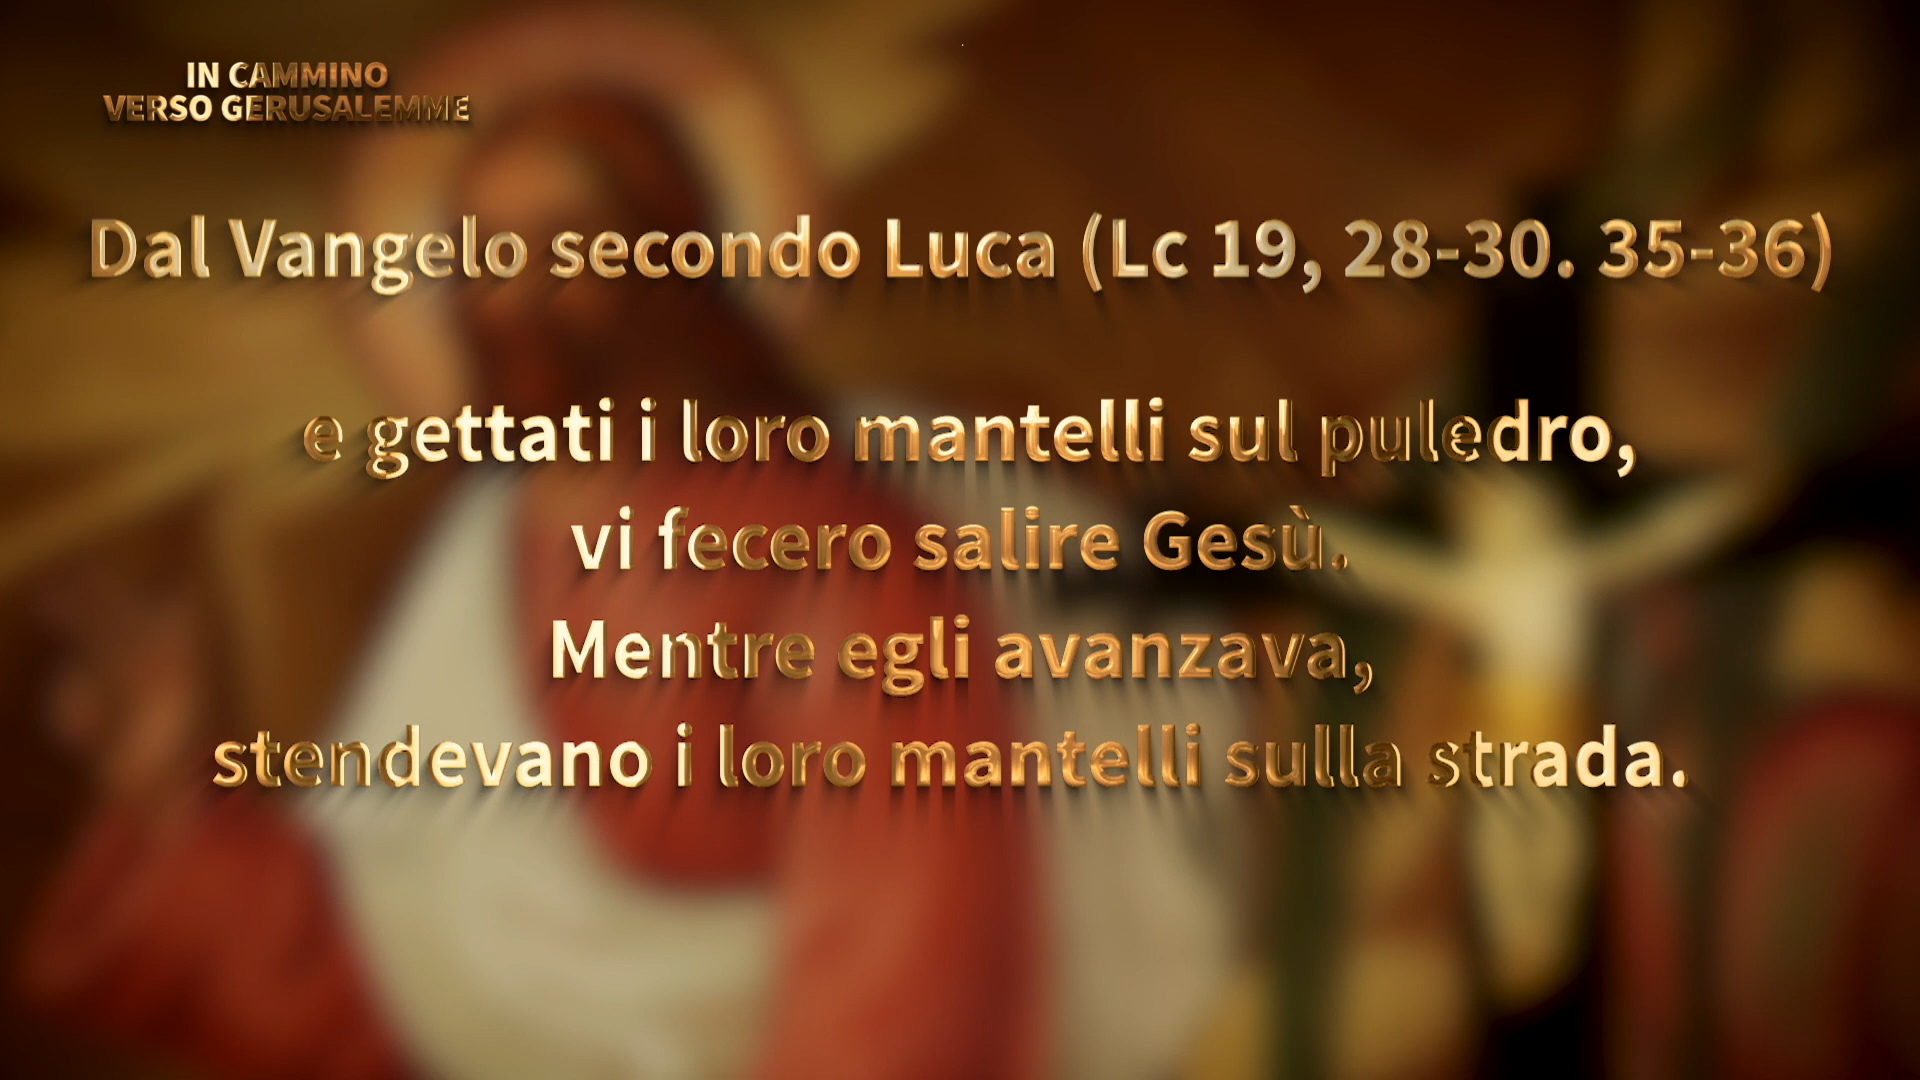 IN CAMMINO
VERSO GERUSALEMME
Dal Vangelo secondo Luca (Lc 19, 28-30. 35-36)
e gettati i loro mantelli sul puledro,
vi fecero salire Gesù.
Mentre egli avanzava,
stendevano i loro mantelli sulla strada.